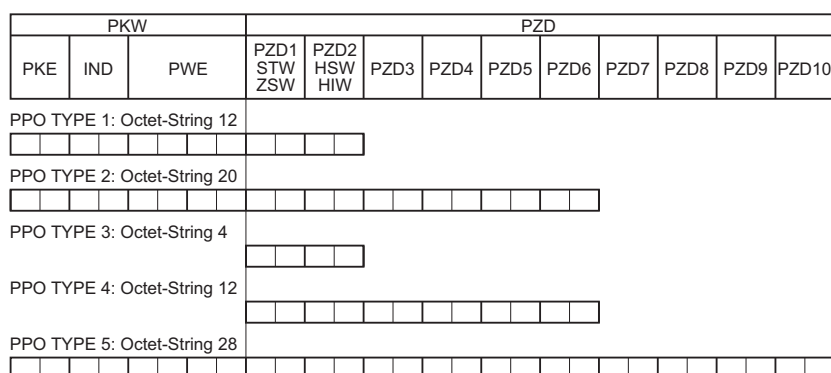 PKW PZD
PKE IND PWE PZD1 STW ZSW PZD2 HSW HIW PZD3 PZD4 PZD5 PZD6 PZD7 PZD8 PZD9 PZD10
PPO TYPE 1: Octet-String 12
PPO TYPE 2: Octet-String 20
PPO TYPE 3: Octet-String 4
PPO TYPE 4: Octet-String 12
PPO TYPE 5: Octet-String 28